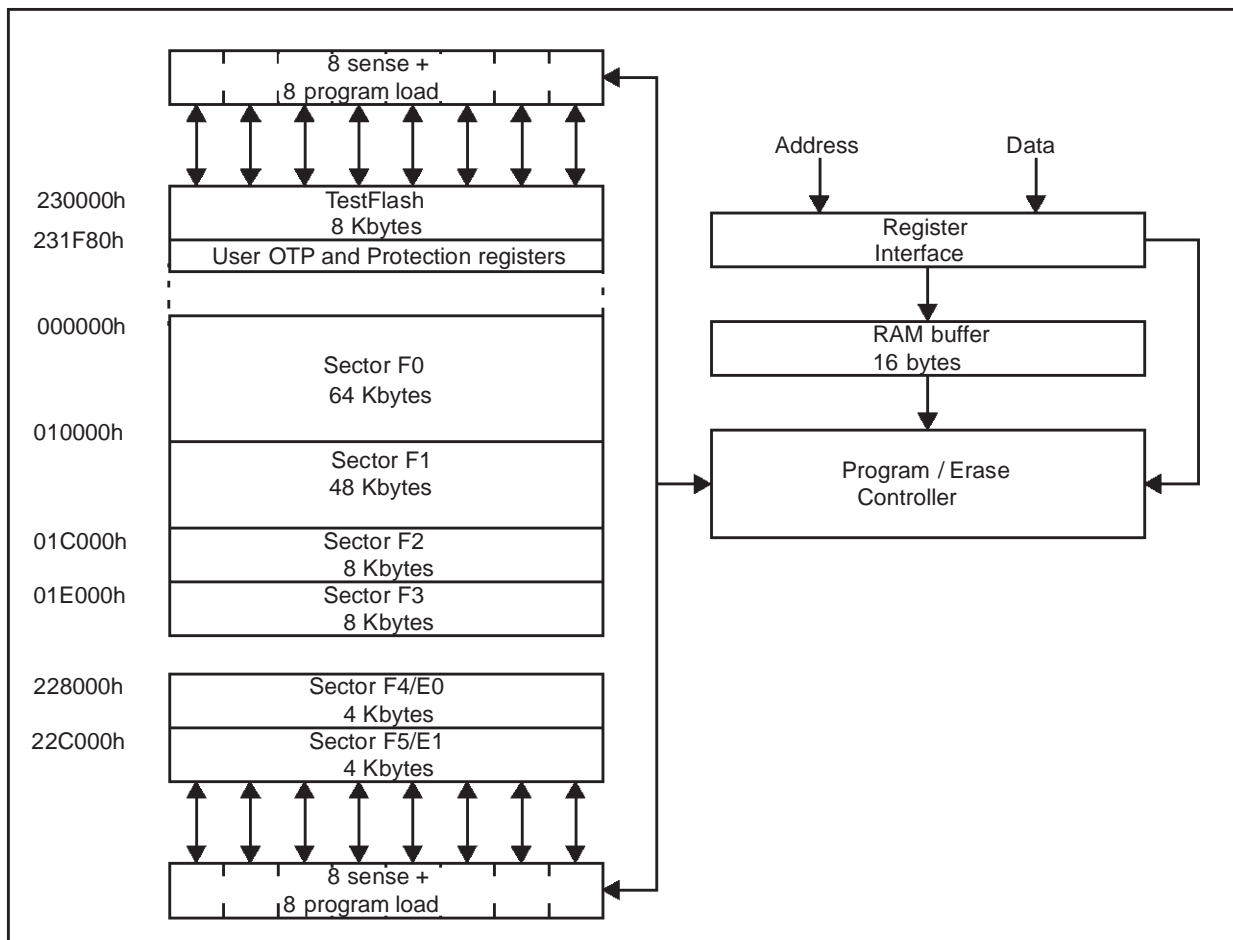 8 sense +
8 program load
230000h
TestFlash
8 Kbytes
231F80h
User OTP and Protection registers
000000h
Sector F0
64 Kbytes
010000h
Sector F1
48 Kbytes
01C000h
Sector F2
8 Kbytes
01E000h
Sector F3
8 Kbytes
228000h
Sector F4/E0
4 Kbytes
22C000h
Sector F5/E1
4 Kbytes
8 sense +
8 program load
Address
Data
Register
Interface
RAM buffer
16 bytes
Program / Erase
Controller